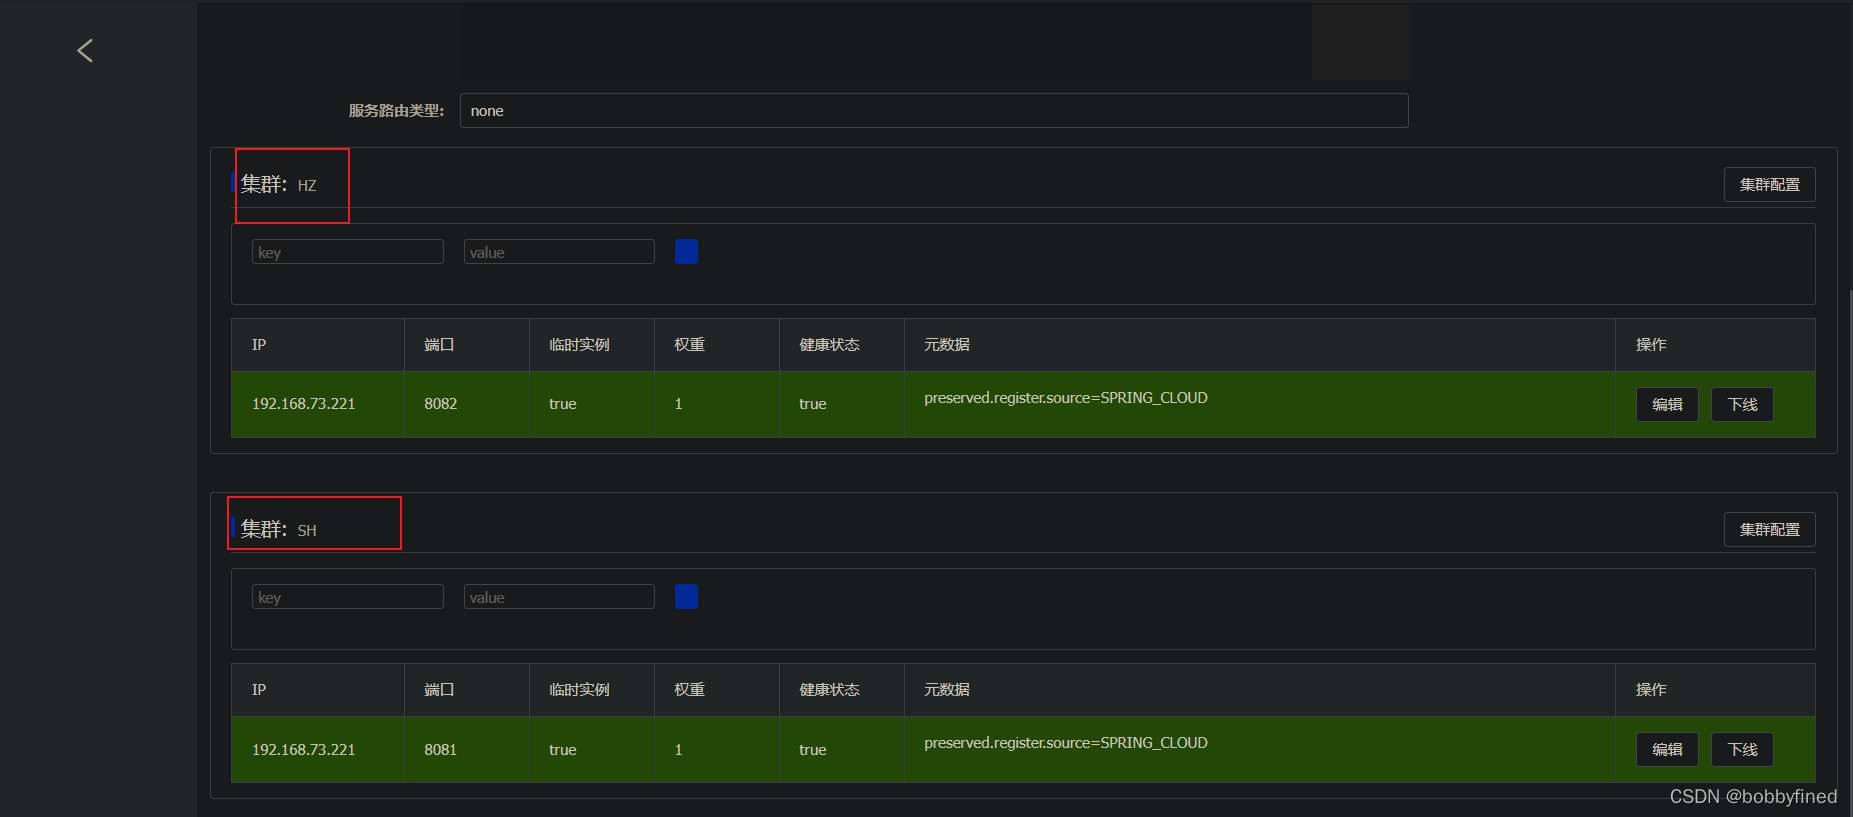 服务路由类型: none
集群: HZ 集群配置
key value
IP 端口 临时实例 权重 健康状态 元数据 操作
192.168.73.221 8082 true 1 true preserved.register.source=SPRING_CLOUD 编辑 下线
集群: SH 集群配置
key value
IP 端口 临时实例 权重 健康状态 元数据 操作
192.168.73.221 8081 true 1 true preserved.register.source=SPRING_CLOUD 编辑 下线
CSDN @bobbyfined